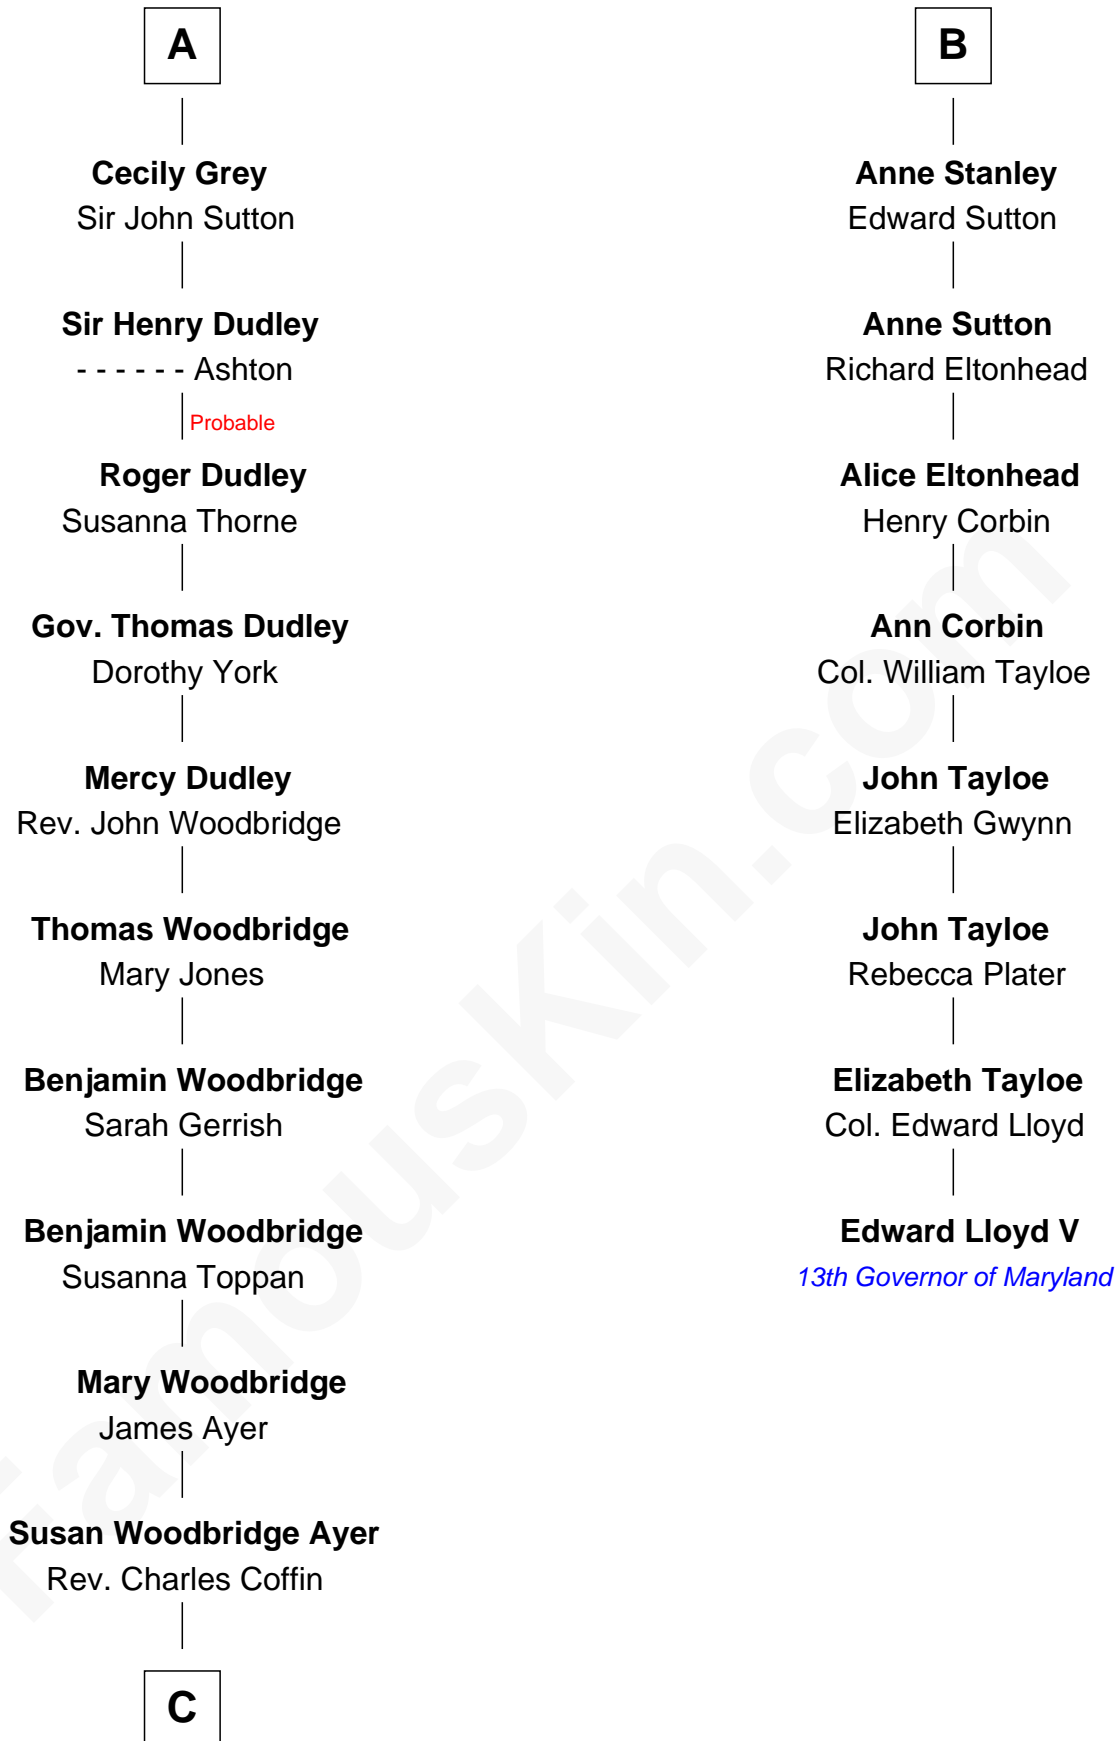 A
Cecily Grey
Sir John Sutton
Sir Henry Dudley
- - - - - - Ashton
Probable
Roger Dudley
Susanna Thorne
Gov. Thomas Dudley
Dorothy York
Mercy Dudley
Rev. John Woodbridge
Thomas Woodbridge
Mary Jones
Benjamin Woodbridge
Sarah Gerrish
Benjamin Woodbridge
Susanna Toppan
Mary Woodbridge
James Ayer
Susan Woodbridge Ayer
Rev. Charles Coffin
C
B
Anne Stanley
Edward Sutton
Anne Sutton
Richard Eltonhead
Alice Eltonhead
Henry Corbin
Ann Corbin
Col. William Tayloe
John Tayloe
Elizabeth Gwynn
John Tayloe
Rebecca Plater
Elizabeth Tayloe
Col. Edward Lloyd
Edward Lloyd V
13th Governor of Maryland
FamousKin.com